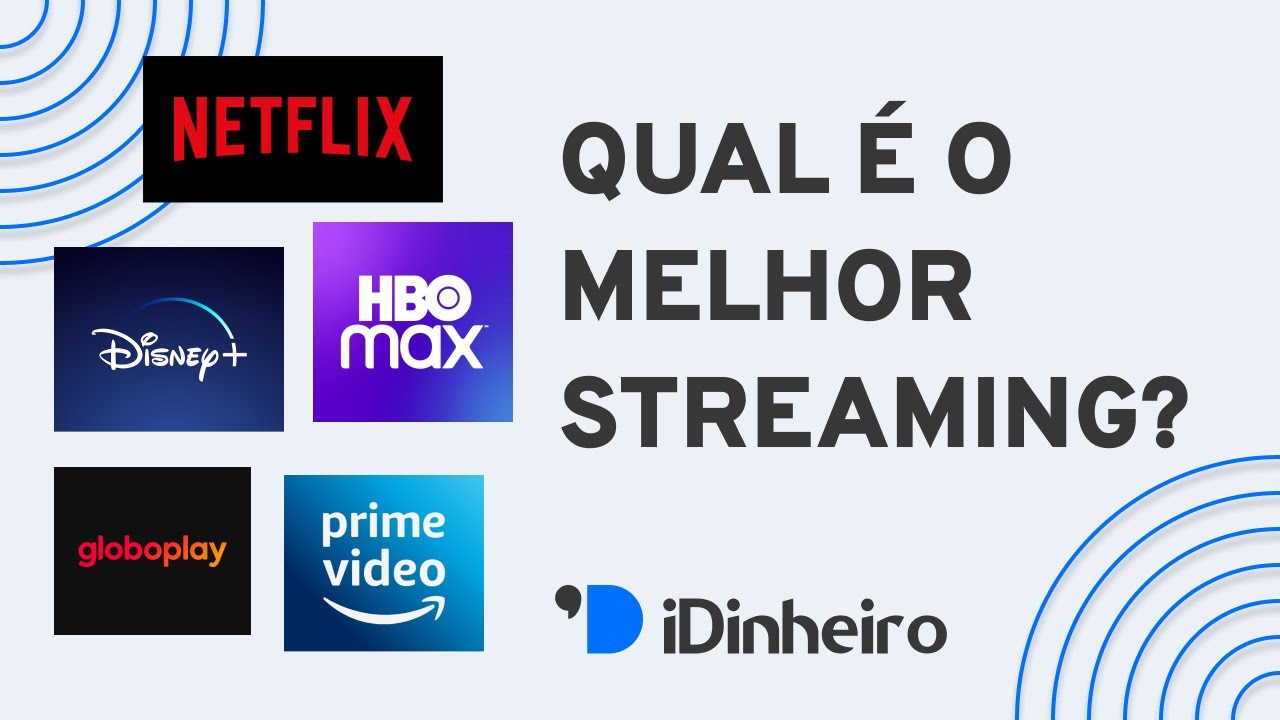 NETFLIX
Disney+
HBO
max
globoplay
prime
video
QUAL É O
MELHOR
STREAMING?
iDinheiro